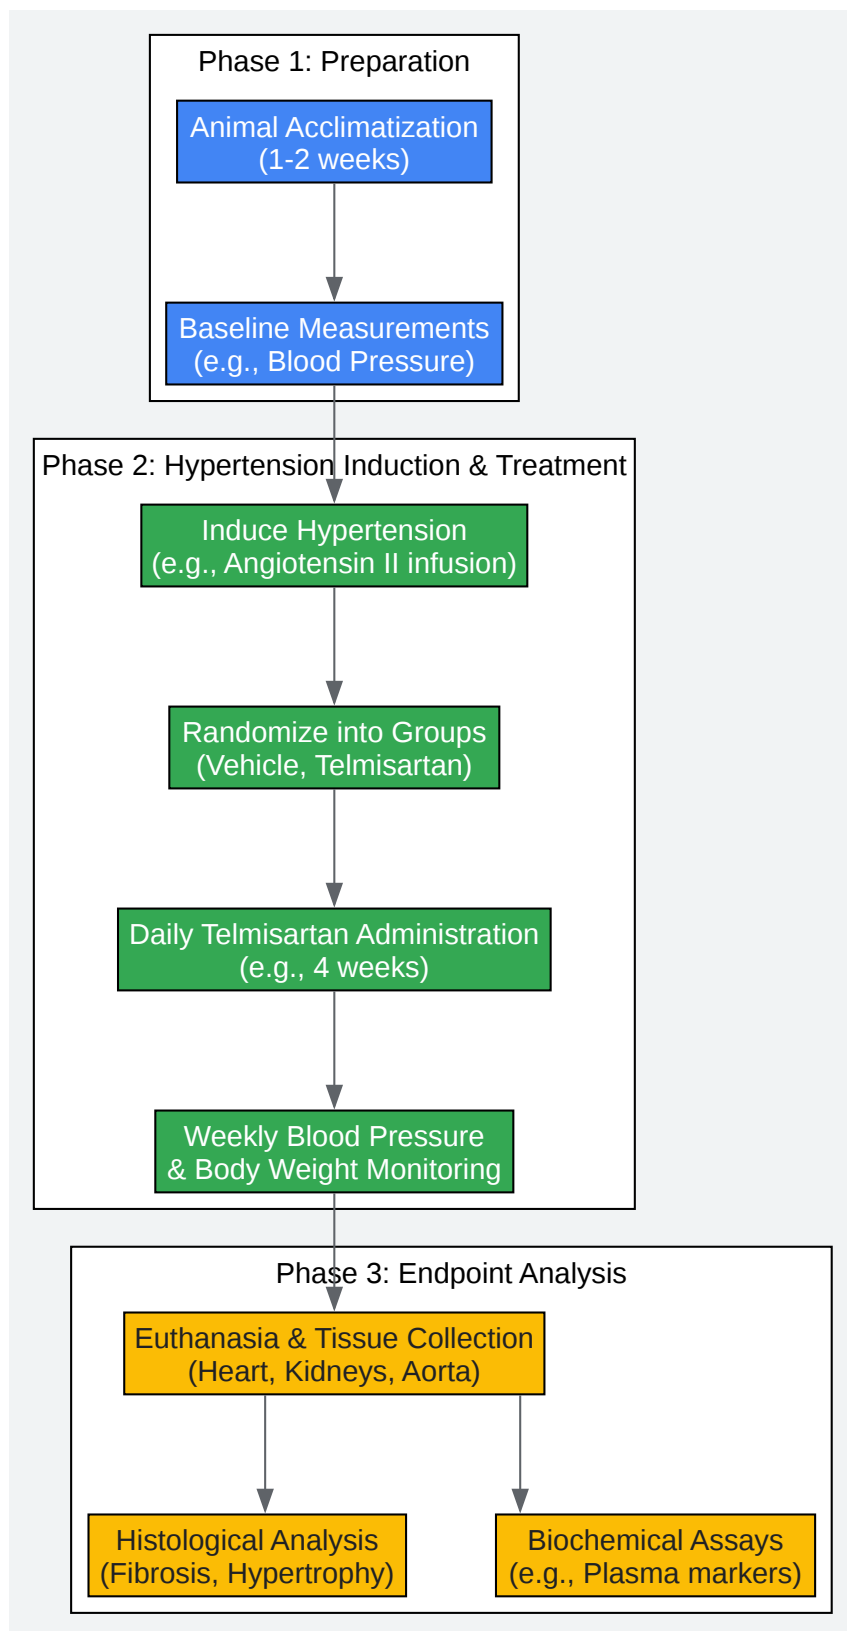 Phase 1: Preparation
Animal Acclimatization
(1-2 weeks)
Baseline Measurements
(e.g., Blood Pressure)
Phase 2: Hypertension Induction & Treatment
Induce Hypertension
(e.g., Angiotensin II infusion)
Randomize into Groups
(Vehicle, Telmisartan)
Daily Telmisartan Administration
(e.g., 4 weeks)
Weekly Blood Pressure
& Body Weight Monitoring
Phase 3: Endpoint Analysis
Euthanasia & Tissue Collection
(Heart, Kidneys, Aorta)
Histological Analysis
(Fibrosis, Hypertrophy)
Biochemical Assays
(e.g., Plasma markers)